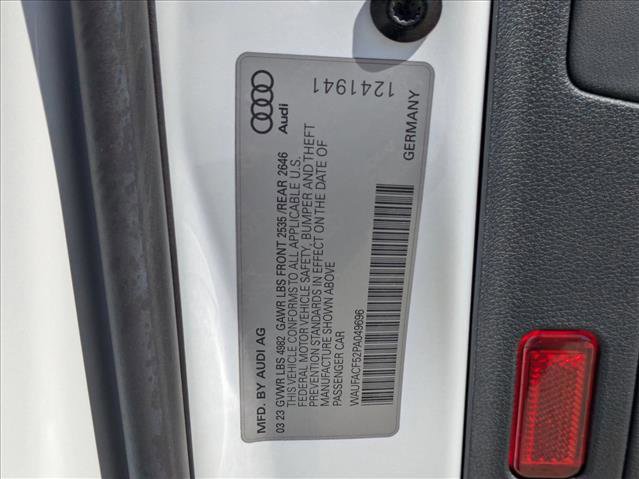 MFD. BY AUDI AG
03 23 GVWR LBS 4982 GAWR LBS FRONT 2535 /REAR 2646
THIS VEHICLE CONFORMS TO ALL APPLICABLE U.S.
FEDERAL MOTOR VEHICLE SAFETY, BUMPER AND THEFT
PREVENTION STANDARDS IN EFFECT ON THE DATE OF
MANUFACTURE SHOWN ABOVE
PASSENGER CAR
WAUFACF52PA049696
Audi
1241941
GERMANY